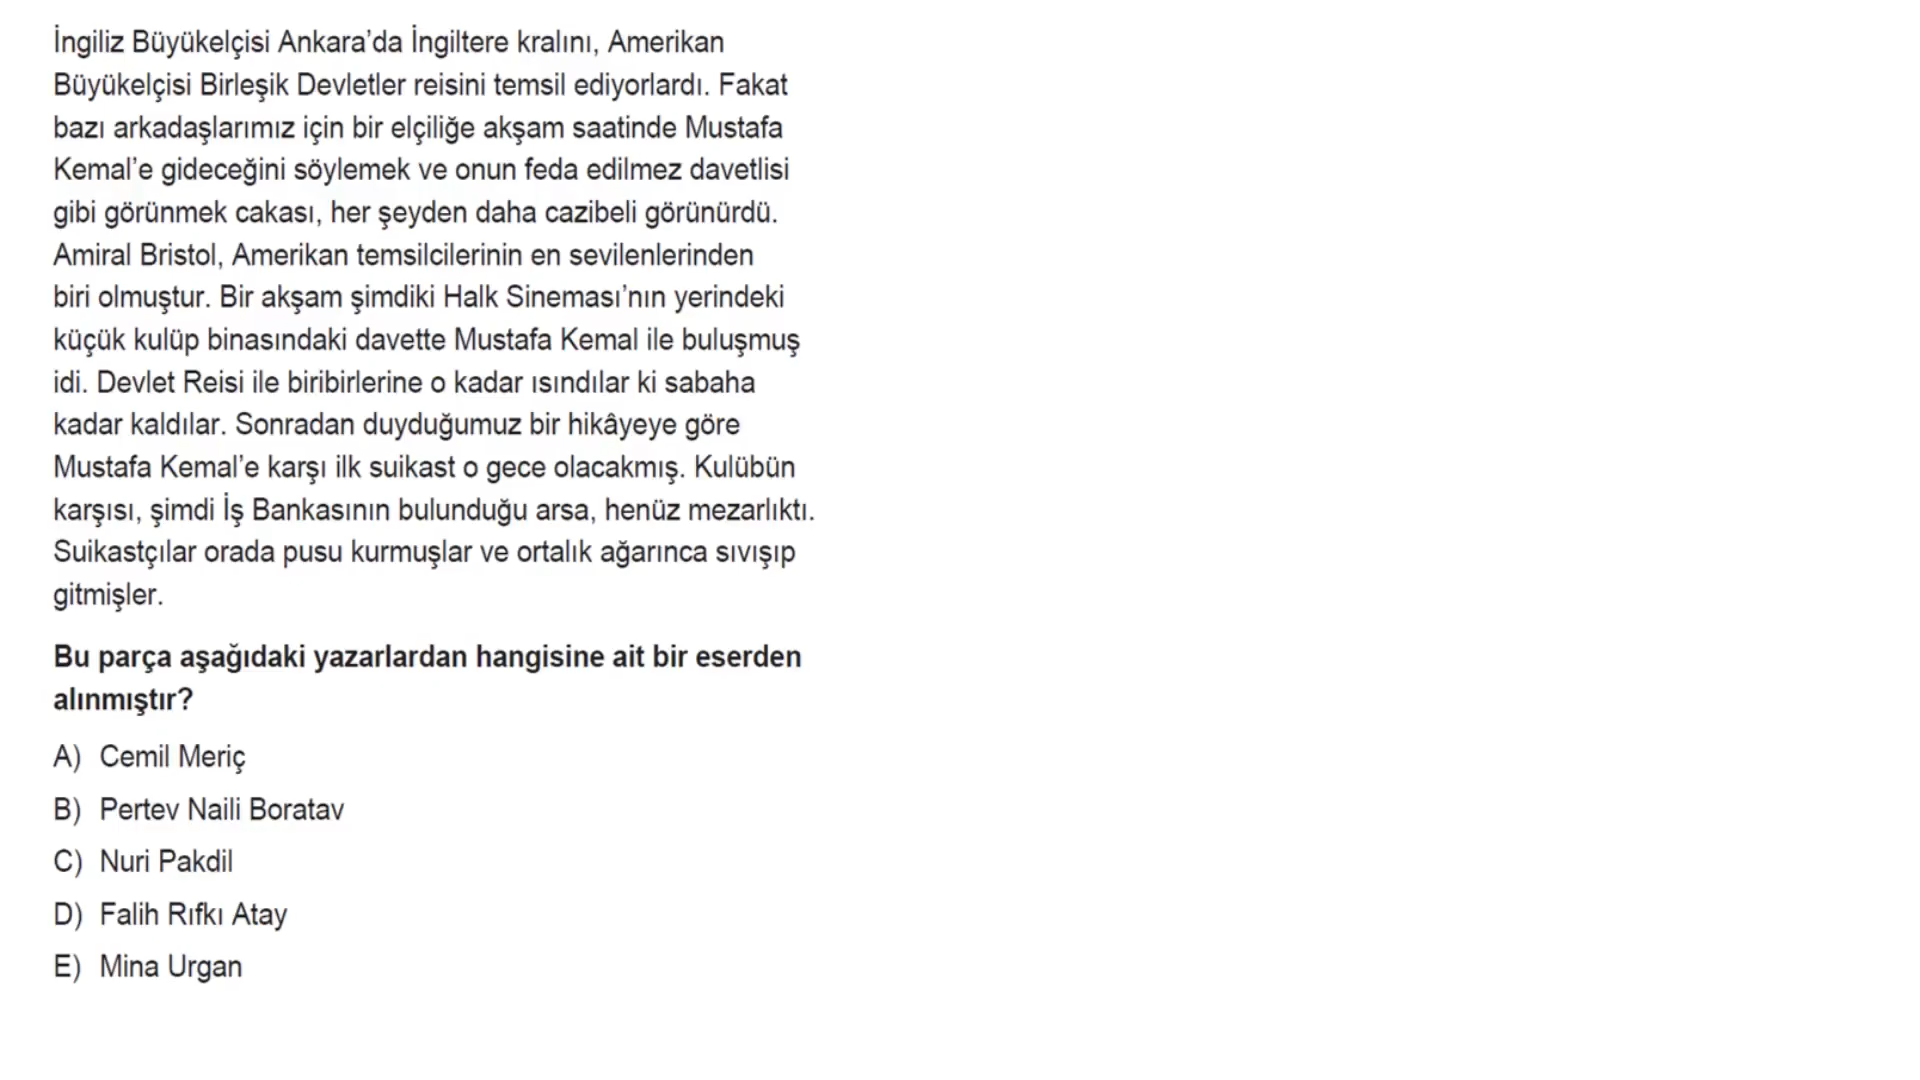 İngiliz Büyükelçisi Ankara’da İngiltere kralını, Amerikan
Büyükelçisi Birleşik Devletler reisini temsil ediyorlardı. Fakat
bazı arkadaşlarımız için bir elçiliğe akşam saatinde Mustafa
Kemal’e gideceğini söylemek ve onun feda edilmez davetlisi
gibi görünmek cakası, her şeyden daha cazibeli görünürdü.
Amiral Bristol, Amerikan temsilcilerinin en sevilenlerinden
biri olmuştur. Bir akşam şimdiki Halk Sineması’nın yerindeki
küçük kulüp binasındaki davette Mustafa Kemal ile buluşmuş
idi. Devlet Reisi ile biribirlerine o kadar ısındılar ki sabaha
kadar kaldılar. Sonradan duyduğumuz bir hikâyeye göre
Mustafa Kemal’e karşı ilk suikast o gece olacakmış. Kulübün
karşısı, şimdi İş Bankasının bulunduğu arsa, henüz mezarlıktı.
Suikastçılar orada pusu kurmuşlar ve ortalık ağarınca sıvışıp
gitmişler.
Bu parça aşağıdaki yazarlardan hangisine ait bir eserden
alınmıştır?
A) Cemil Meriç
B) Pertev Naili Boratav
C) Nuri Pakdil
D) Falih Rıfkı Atay
E) Mina Urgan